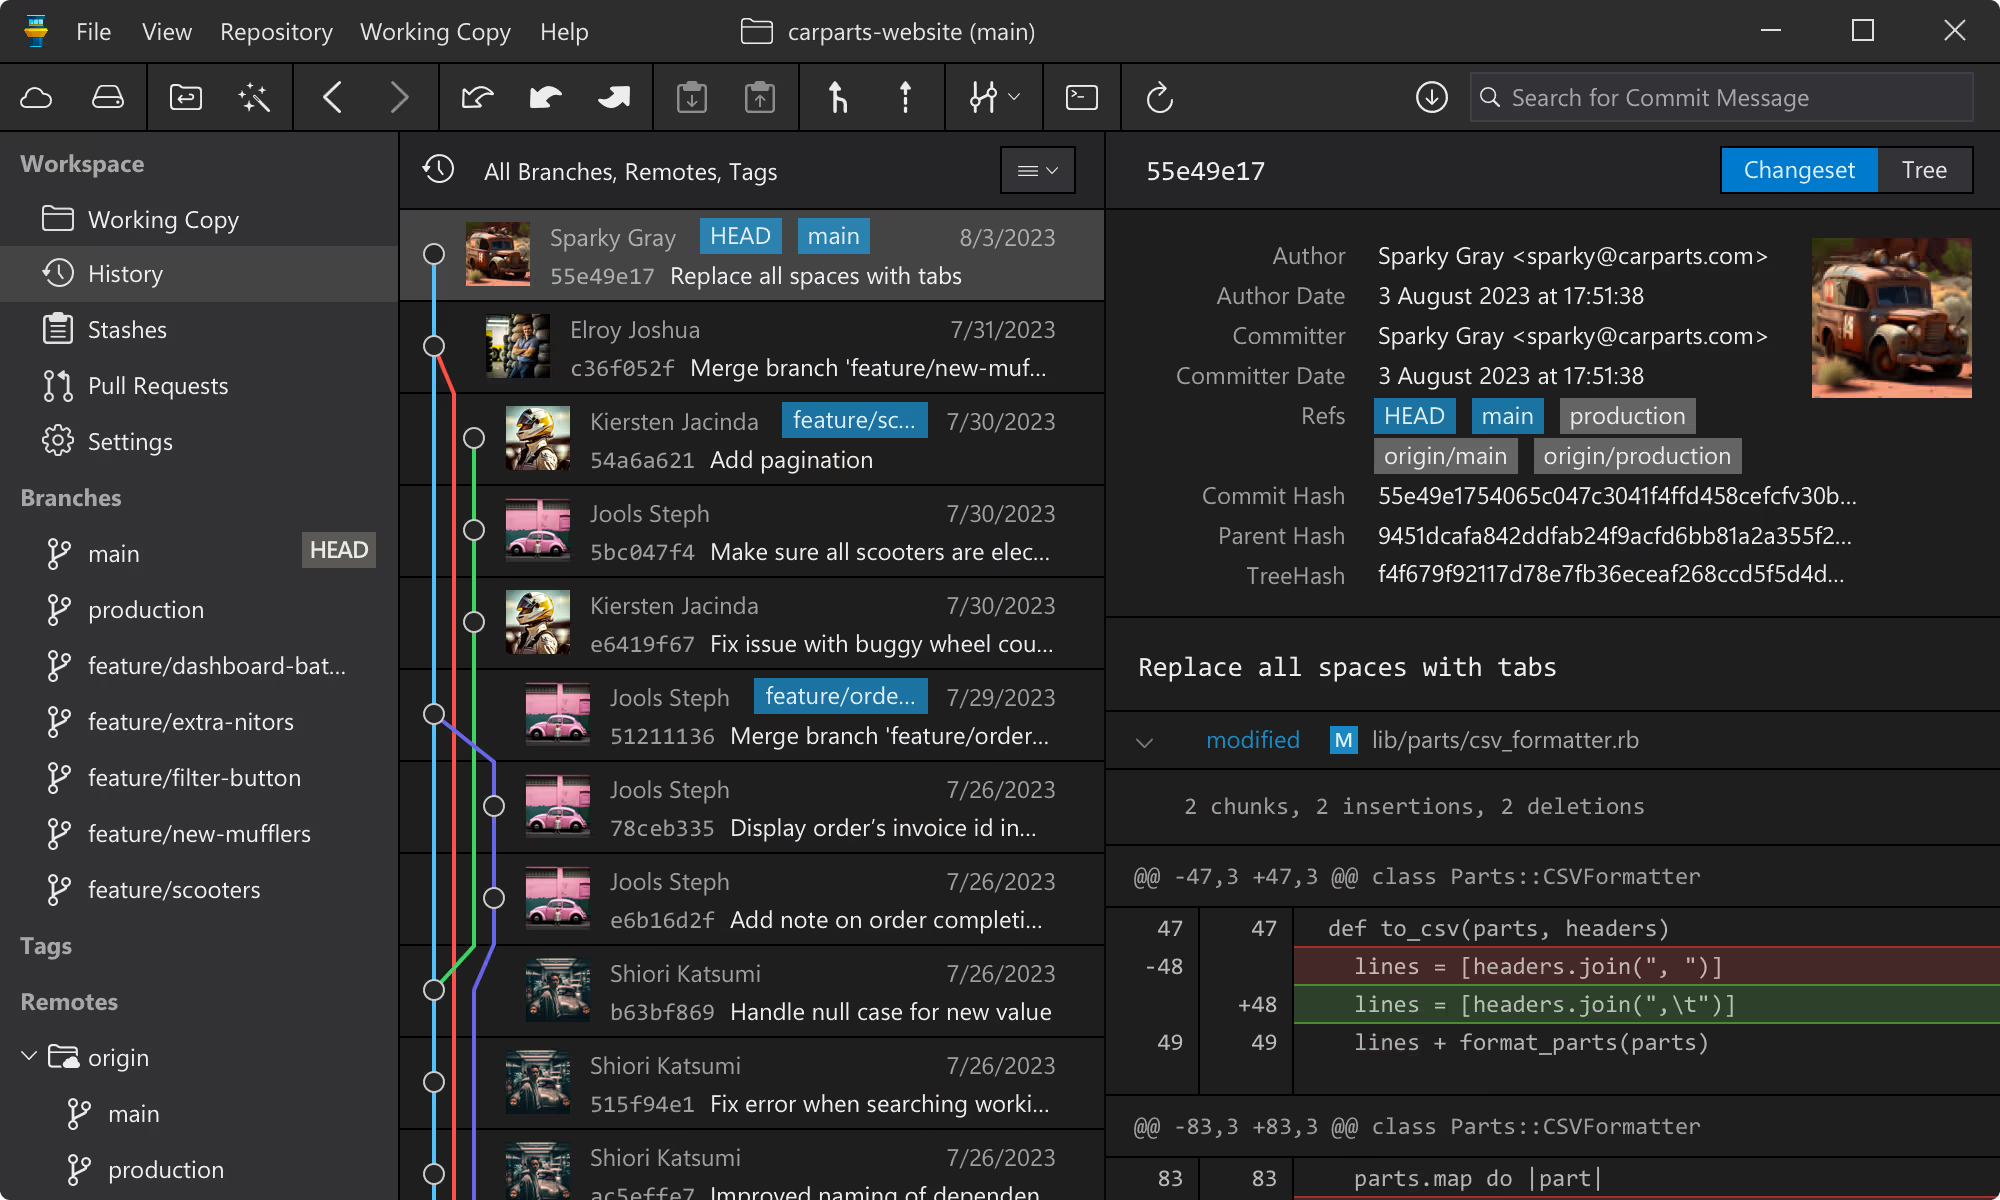 File View Repository Working Copy Help
carparts-website (main)
Search for Commit Message
Workspace
Working Copy
History
Stashes
Pull Requests
Settings
Branches
main HEAD
production
feature/dashboard-bat...
feature/extra-nitors
feature/filter-button
feature/new-mufflers
feature/scooters
Tags
Remotes
origin
main
production
All Branches, Remotes, Tags
Sparky Gray HEAD main 8/3/2023
55e49e17 Replace all spaces with tabs
Elroy Joshua 7/31/2023
c36f052f Merge branch 'feature/new-muf...
Kiersten Jacinda feature/sc... 7/30/2023
54a6a621 Add pagination
Jools Steph 7/30/2023
5bc047f4 Make sure all scooters are elec...
Kiersten Jacinda 7/30/2023
e6419f67 Fix issue with buggy wheel cou...
Jools Steph feature/orde... 7/29/2023
51211136 Merge branch 'feature/order...
Jools Steph 7/26/2023
78ceb335 Display order’s invoice id in...
Jools Steph 7/26/2023
e6b16d2f Add note on order completi...
Shiori Katsumi 7/26/2023
b63bf869 Handle null case for new value
Shiori Katsumi 7/26/2023
515f94e1 Fix error when searching worki...
Shiori Katsumi 7/26/2023
ac5effe7 Improved naming of dependen
55e49e17
Changeset Tree
Author Sparky Gray <sparky@carparts.com>
Author Date 3 August 2023 at 17:51:38
Committer Sparky Gray <sparky@carparts.com>
Committer Date 3 August 2023 at 17:51:38
Refs HEAD main production
origin/main origin/production
Commit Hash 55e49e1754065c047c3041f4ffd458cefcfv30b...
Parent Hash 9451dcafa842ddfab24f9acfd6bb81a2a355f2...
TreeHash f4f679f92117d78e7fb36eceaf268ccd5f5d4d...
Replace all spaces with tabs
modified M lib/parts/csv_formatter.rb
2 chunks, 2 insertions, 2 deletions
@@ -47,3 +47,3 @@ class Parts::CSVFormatter
47 47 def to_csv(parts, headers)
-48 lines = [headers.join(", ")]
+48 lines = [headers.join(",\t")]
49 49 lines + format_parts(parts)
@@ -83,3 +83,3 @@ class Parts::CSVFormatter
83 83 parts.map do |part|